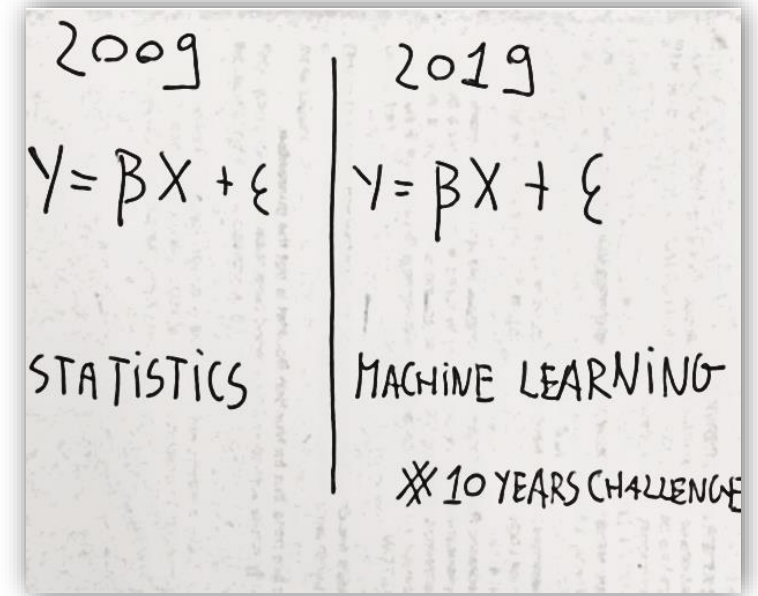 2009
Y = βX + ε
STATiSTiCS
2019
Y = βX + ξ
MACHiNE LEARNiNG
# 10 YEARS CHALLENGE